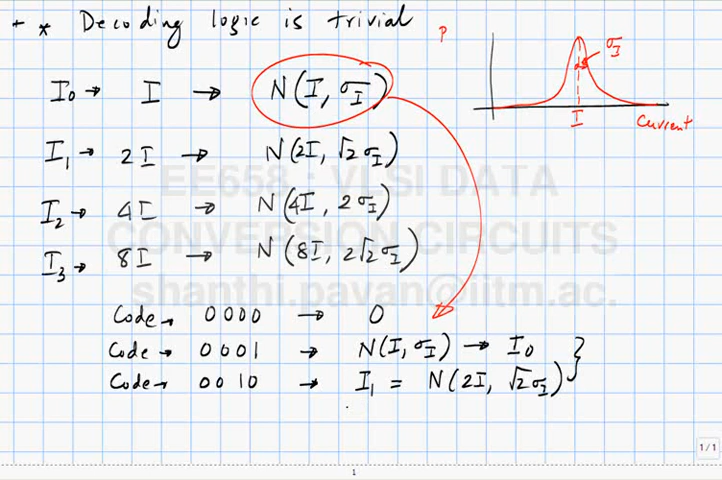 + * Decoding logic is trivial
P
σI
I
Current
I0 → I → N(I, σI)
I1 → 2I → N(2I, √2 σI)
I2 → 4I → N(4I, 2σI)
I3 → 8I → N(8I, 2√2 σI)
EE658 : VLSI DATA
CONVERSION CIRCUITS
shanthi.pavan@iitm.ac.
Code → 0000 → 0
Code → 0001 → N(I, σI) → I0 }
Code → 0010 → I1 = N(2I, √2σI)
1/1
1